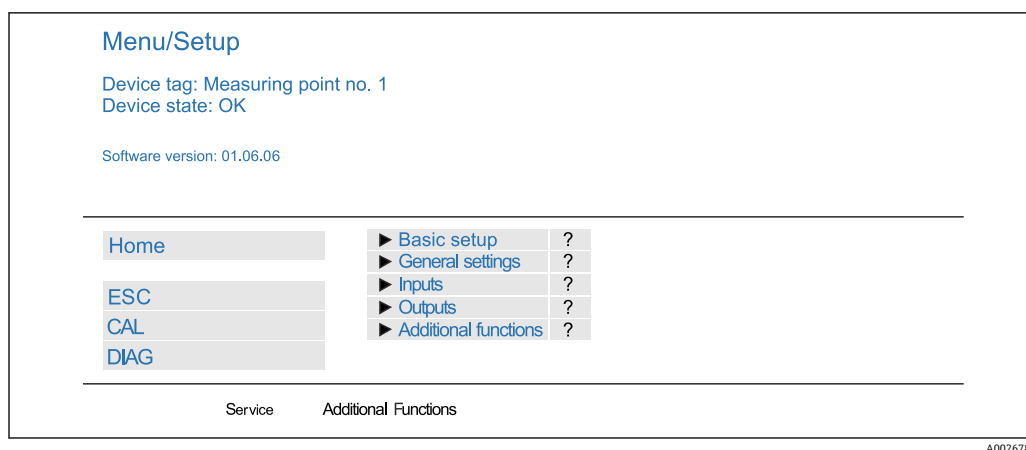 Menu/Setup
Device tag: Measuring point no. 1
Device state: OK
Software version: 01.06.06
Home
ESC
CAL
DIAG
► Basic setup ?
► General settings ?
► Inputs ?
► Outputs ?
► Additional functions ?
Service Additional Functions